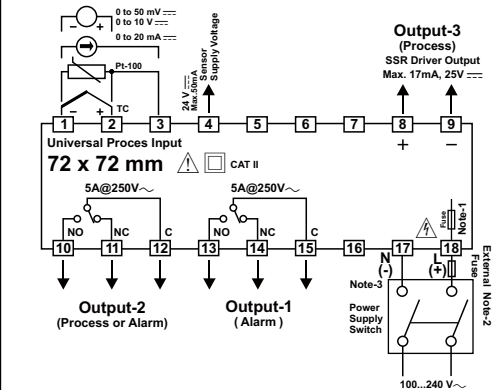 0 to 50 mV
0 to 10 V
0 to 20 mA
Pt-100
TC
24 V
Max.50mA
Sensor
Supply Voltage
Output-3
(Process)
SSR Driver Output
Max. 17mA, 25V
1 2 3 4 5 6 7 8 9
Universal Proces Input
+ −
72 x 72 mm
CAT II
5A@250V～
5A@250V～
Fuse
Note-1
NO NC C NO NC C
10 11 12 13 14 15 16 17 18
N
(-)
L
(+)
Fuse
External Note-2
Output-2
(Process or Alarm)
Output-1
( Alarm )
Note-3
Power
Supply
Switch
100...240 V～